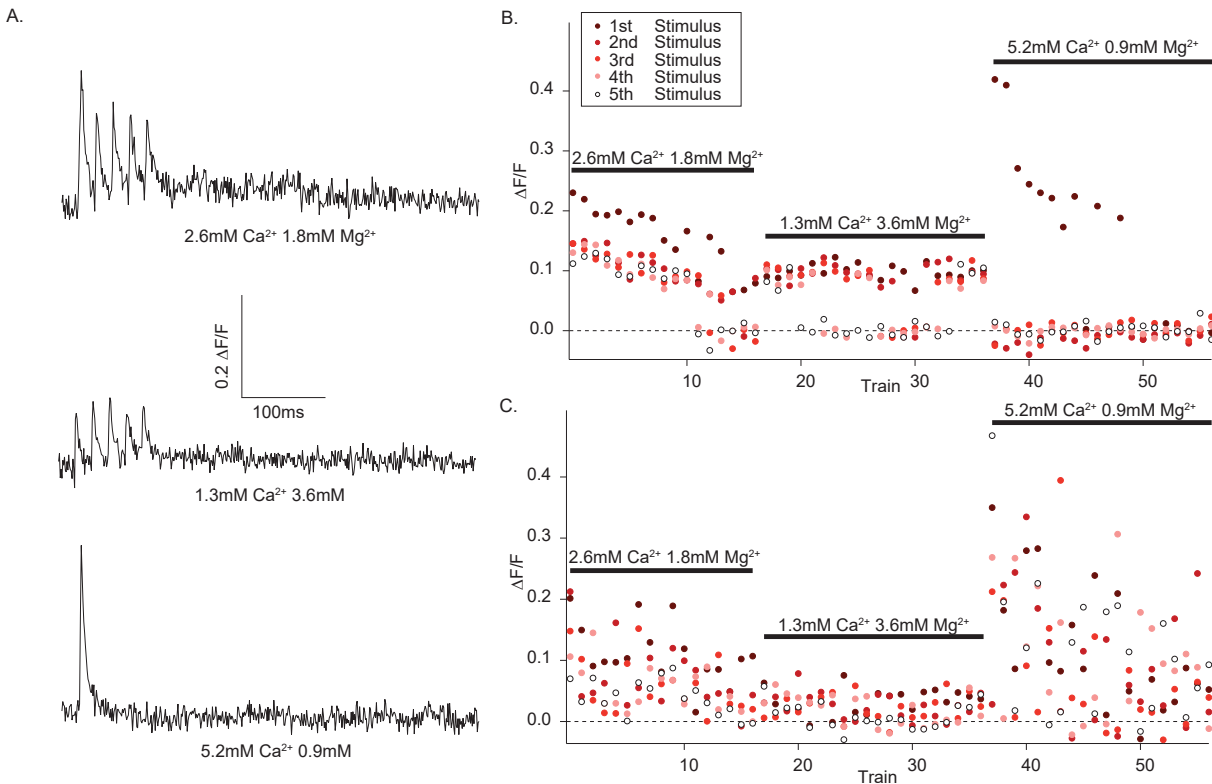 A.
2.6mM Ca²⁺ 1.8mM Mg²⁺
0.2 ΔF/F
100ms
1.3mM Ca²⁺ 3.6mM
5.2mM Ca²⁺ 0.9mM
B.
1st Stimulus
2nd Stimulus
3rd Stimulus
4th Stimulus
5th Stimulus
5.2mM Ca²⁺ 0.9mM Mg²⁺
2.6mM Ca²⁺ 1.8mM Mg²⁺
1.3mM Ca²⁺ 3.6mM Mg²⁺
ΔF/F
0.4
0.3
0.2
0.1
0.0
10
20
30
40
50
Train
C.
5.2mM Ca²⁺ 0.9mM Mg²⁺
2.6mM Ca²⁺ 1.8mM Mg²⁺
1.3mM Ca²⁺ 3.6mM Mg²⁺
ΔF/F
0.4
0.3
0.2
0.1
0.0
10
20
30
40
50
Train